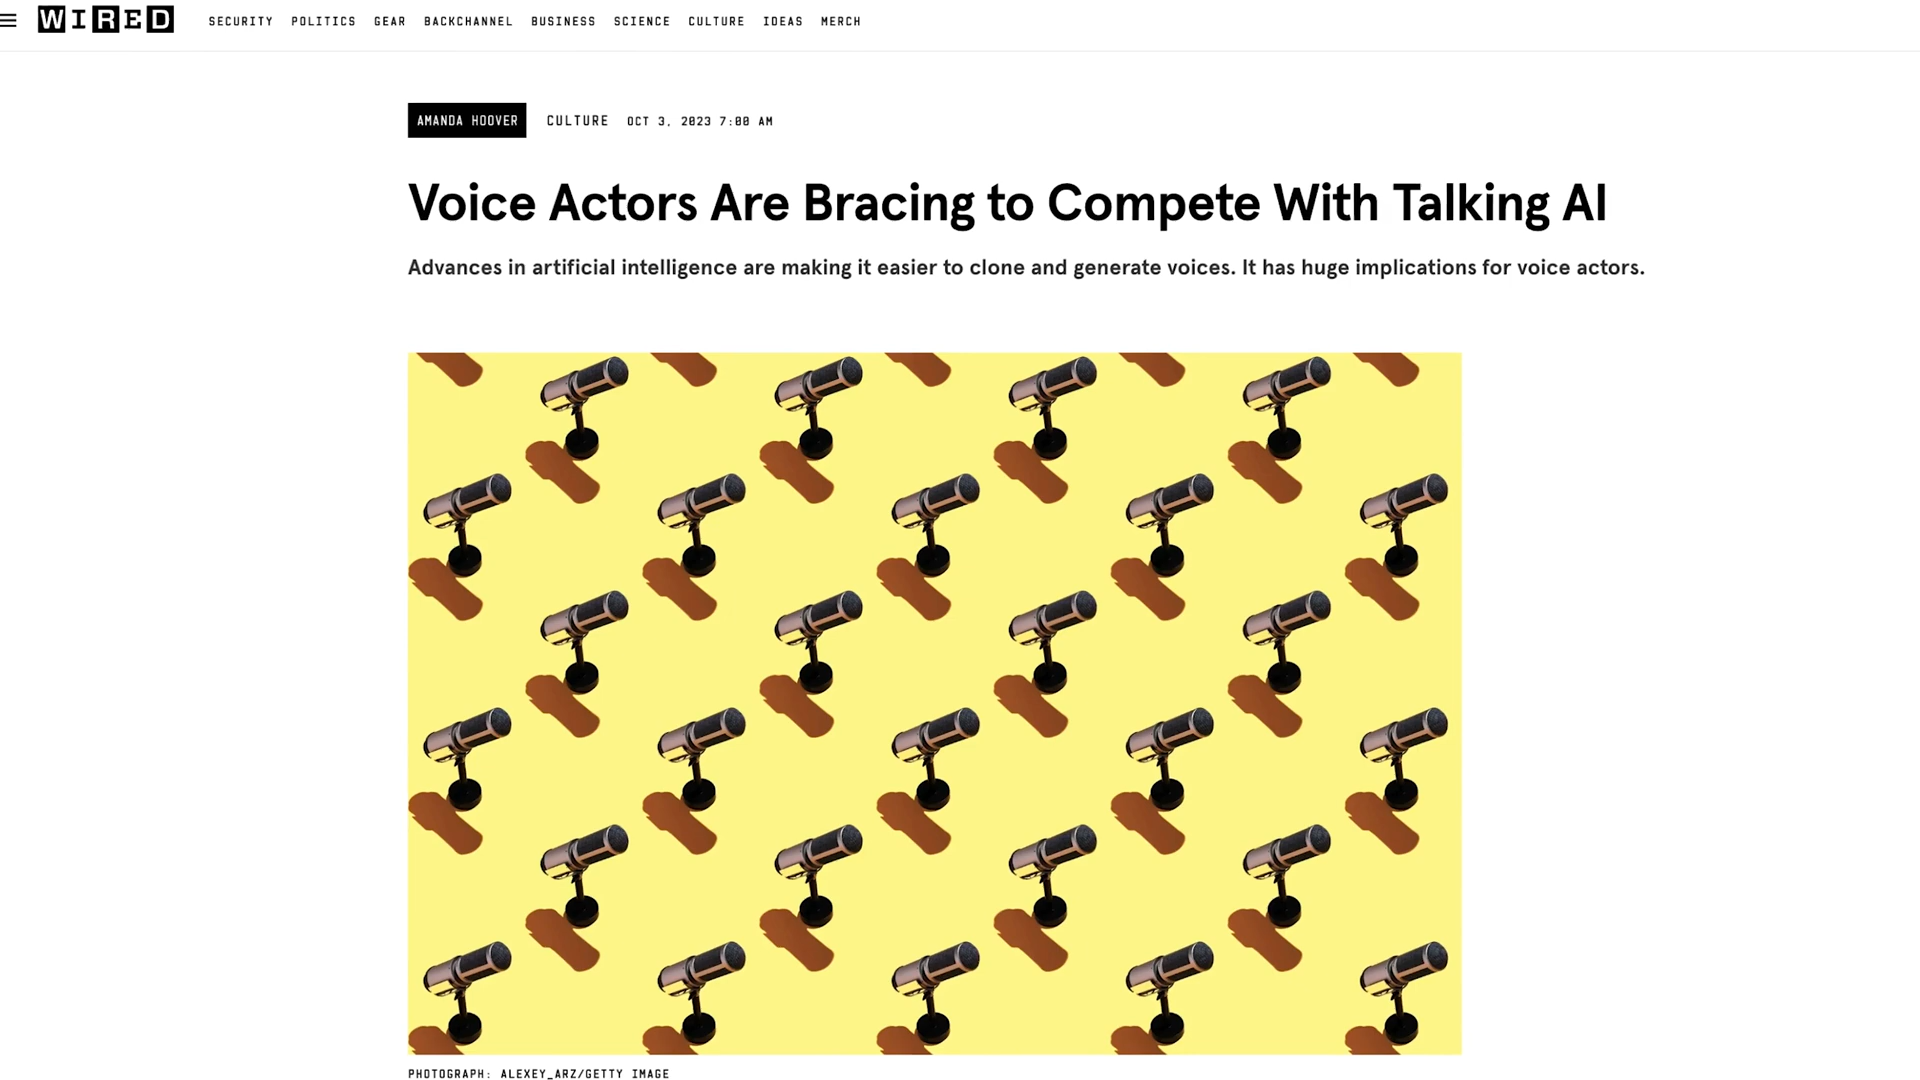 WIRED
SECURITY POLITICS GEAR BACKCHANNEL BUSINESS SCIENCE CULTURE IDEAS MERCH
AMANDA HOOVER CULTURE OCT 3, 2023 7:00 AM
Voice Actors Are Bracing to Compete With Talking AI
Advances in artificial intelligence are making it easier to clone and generate voices. It has huge implications for voice actors.
PHOTOGRAPH: ALEXEY_ARZ/GETTY IMAGE